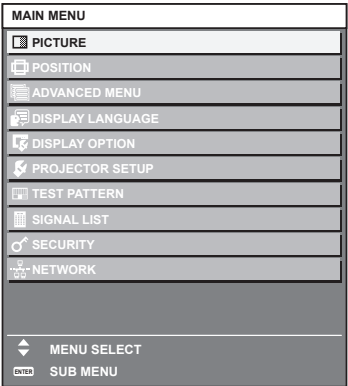 MAIN MENU
PICTURE
POSITION
ADVANCED MENU
DISPLAY LANGUAGE
DISPLAY OPTION
PROJECTOR SETUP
TEST PATTERN
SIGNAL LIST
SECURITY
NETWORK
MENU SELECT
ENTER SUB MENU